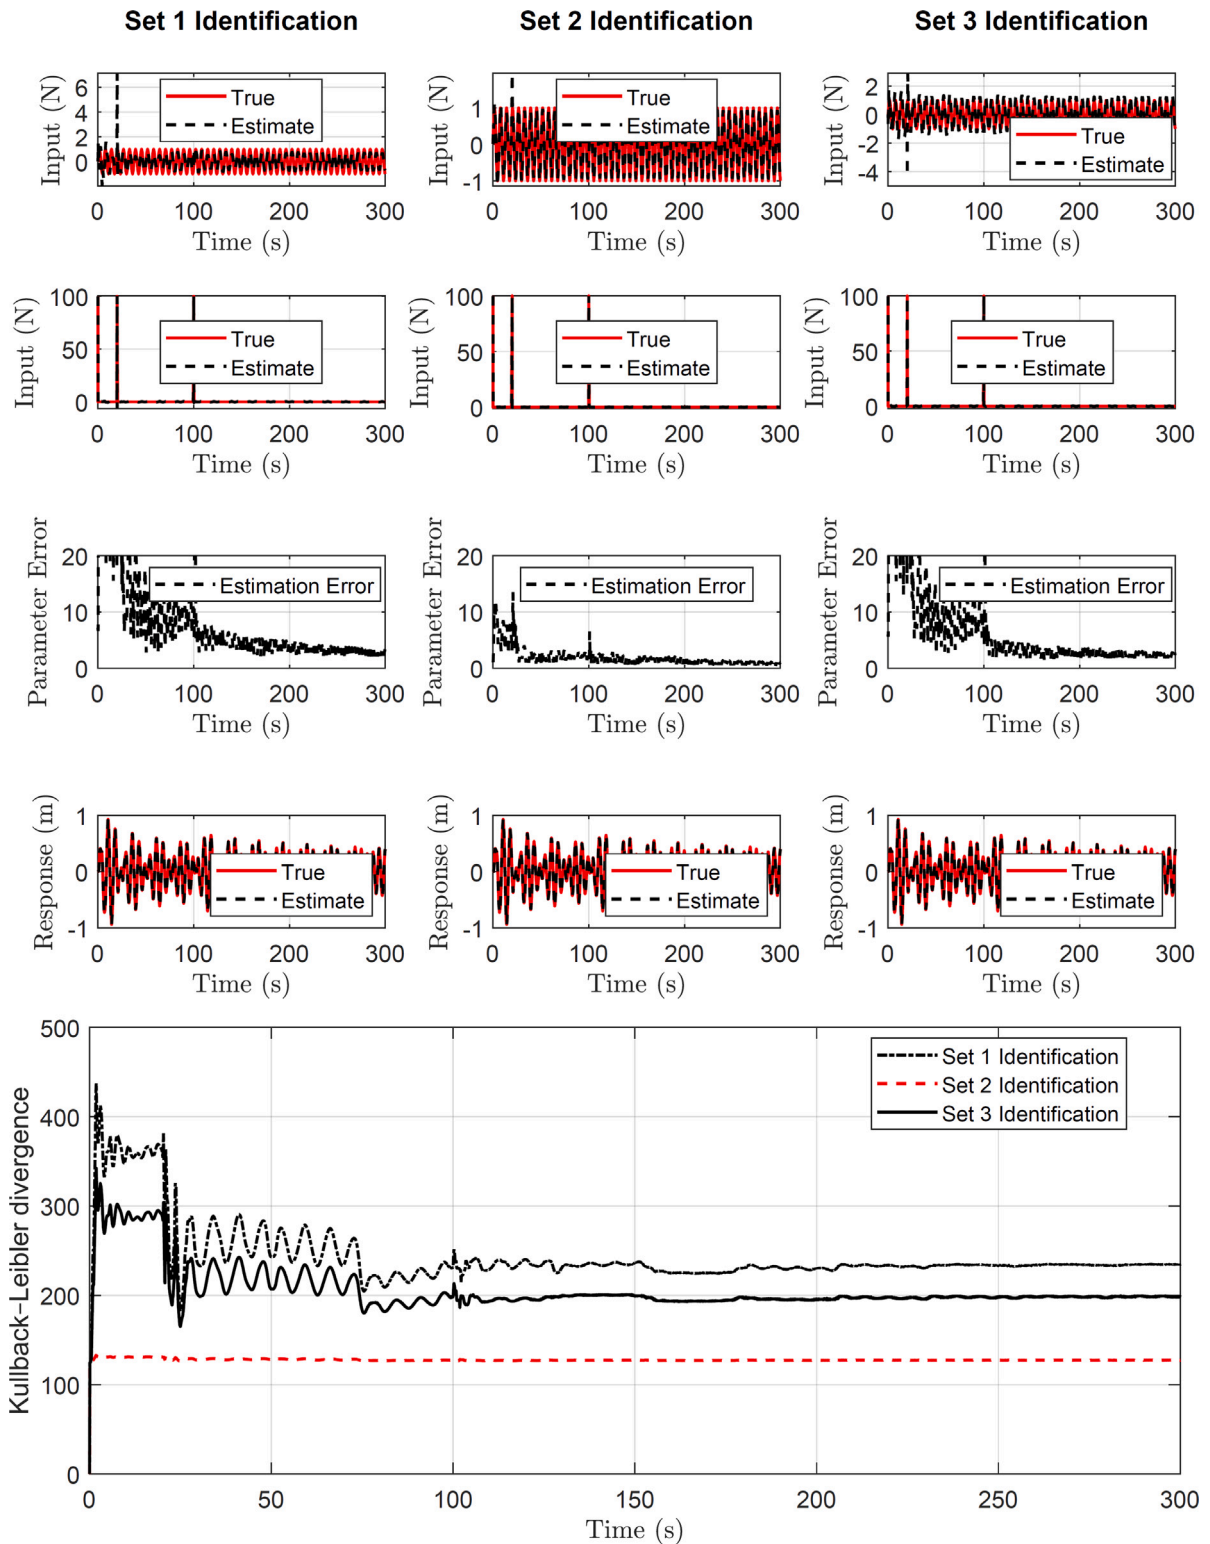 Set 1 Identification Set 2 Identification Set 3 Identification
Input (N)
6
4
2
0
True
Estimate
0 100 200 300
Time (s)
Input (N)
1
0
-1
True
Estimate
0 100 200 300
Time (s)
Input (N)
2
0
-2
-4
True
Estimate
0 100 200 300
Time (s)
Input (N)
100
50
0
True
Estimate
0 100 200 300
Time (s)
Input (N)
100
50
0
True
Estimate
0 100 200 300
Time (s)
Input (N)
100
50
0
True
Estimate
0 100 200 300
Time (s)
Parameter Error
20
10
0
Estimation Error
0 100 200 300
Time (s)
Parameter Error
20
10
0
Estimation Error
0 100 200 300
Time (s)
Parameter Error
20
10
0
Estimation Error
0 100 200 300
Time (s)
Response (m)
1
0
-1
True
Estimate
0 100 200 300
Time (s)
Response (m)
1
0
-1
True
Estimate
0 100 200 300
Time (s)
Response (m)
1
0
-1
True
Estimate
0 100 200 300
Time (s)
Kullback-Leibler divergence
500
400
300
200
100
0
Set 1 Identification
Set 2 Identification
Set 3 Identification
0 50 100 150 200 250 300
Time (s)